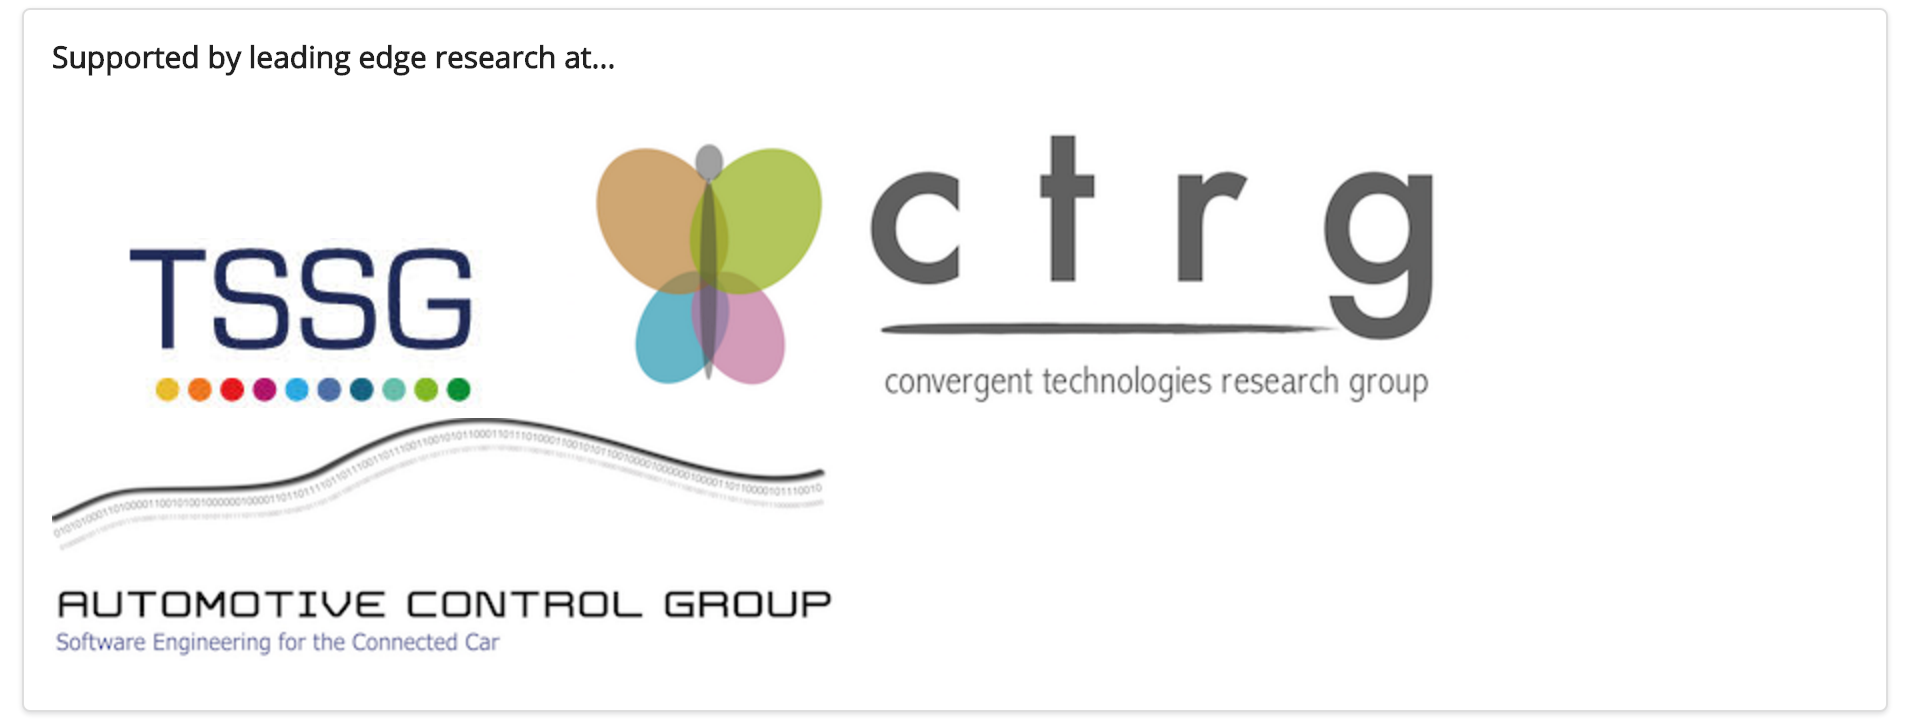 Supported by leading edge research at...
TSSG
ctrg
convergent technologies research group
AUTOMOTIVE CONTROL GROUP
Software Engineering for the Connected Car